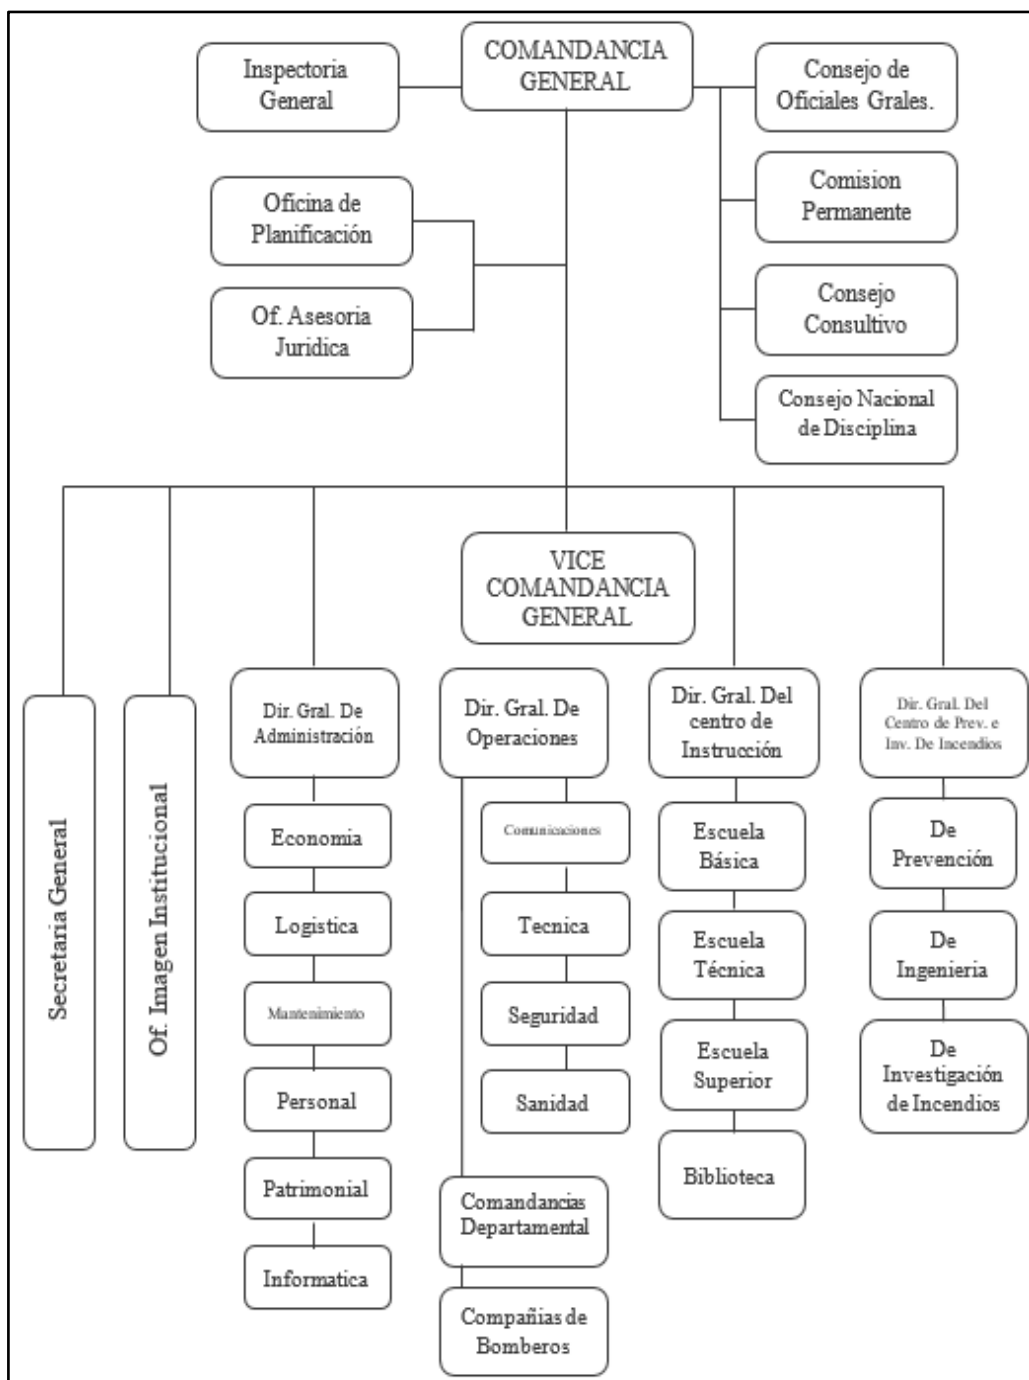 COMANDANCIA
GENERAL
Inspectoria
General
Consejo de
Oficiales Grales.
Oficina de
Planificación
Comision
Permanente
Of. Asesoria
Juridica
Consejo
Consultivo
Consejo Nacional
de Disciplina
VICE
COMANDANCIA
GENERAL
Secretaria General
Of. Imagen Institucional
Dir. Gral. De
Administración
Economia
Logistica
Mantenimiento
Personal
Patrimonial
Informatica
Dir. Gral. De
Operaciones
Comunicaciones
Tecnica
Seguridad
Sanidad
Comandancias
Departamental
Compañias de
Bomberos
Dir. Gral. Del
centro de
Instrucción
Escuela
Básica
Escuela
Técnica
Escuela
Superior
Biblioteca
Dir. Gral. Del
Centro de Prev. e
Inv. De Incendios
De
Prevención
De
Ingenieria
De
Investigación
de Incendios